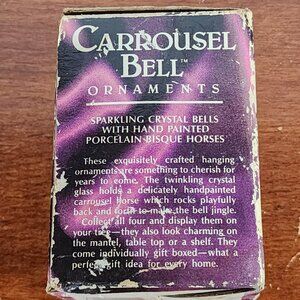 CARROUSEL
BELL™
ORNAMENTS
SPARKLING CRYSTAL BELLS
WITH HAND PAINTED
PORCELAIN-BISQUE HORSES
These exquisitely crafted hanging
ornaments are something to cherish for
years to come. The twinkling crystal
glass holds a delicately handpainted
carrousel horse which rocks playfully
back and forth to make the bell jingle.
Collect all four and display them on
your tree—they also look charming on
the mantel, table top or a shelf. They
come individually gift boxed—what a
perfect gift idea for every home.